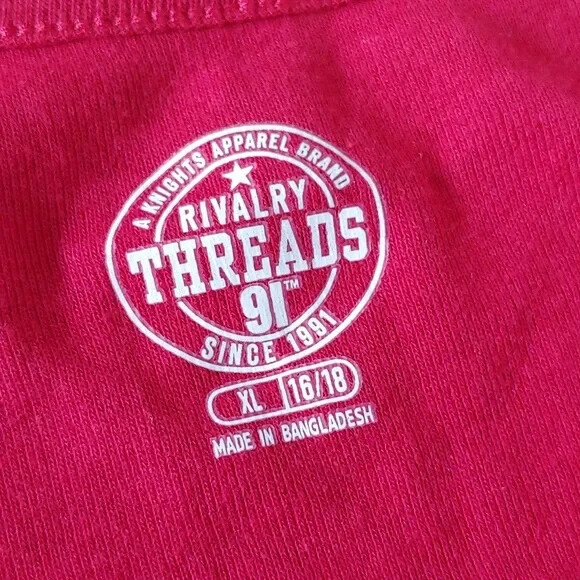 A KNIGHTS APPAREL BRAND
RIVALRY
THREADS
91™
SINCE 1991
XL 16/18
MADE IN BANGLADESH